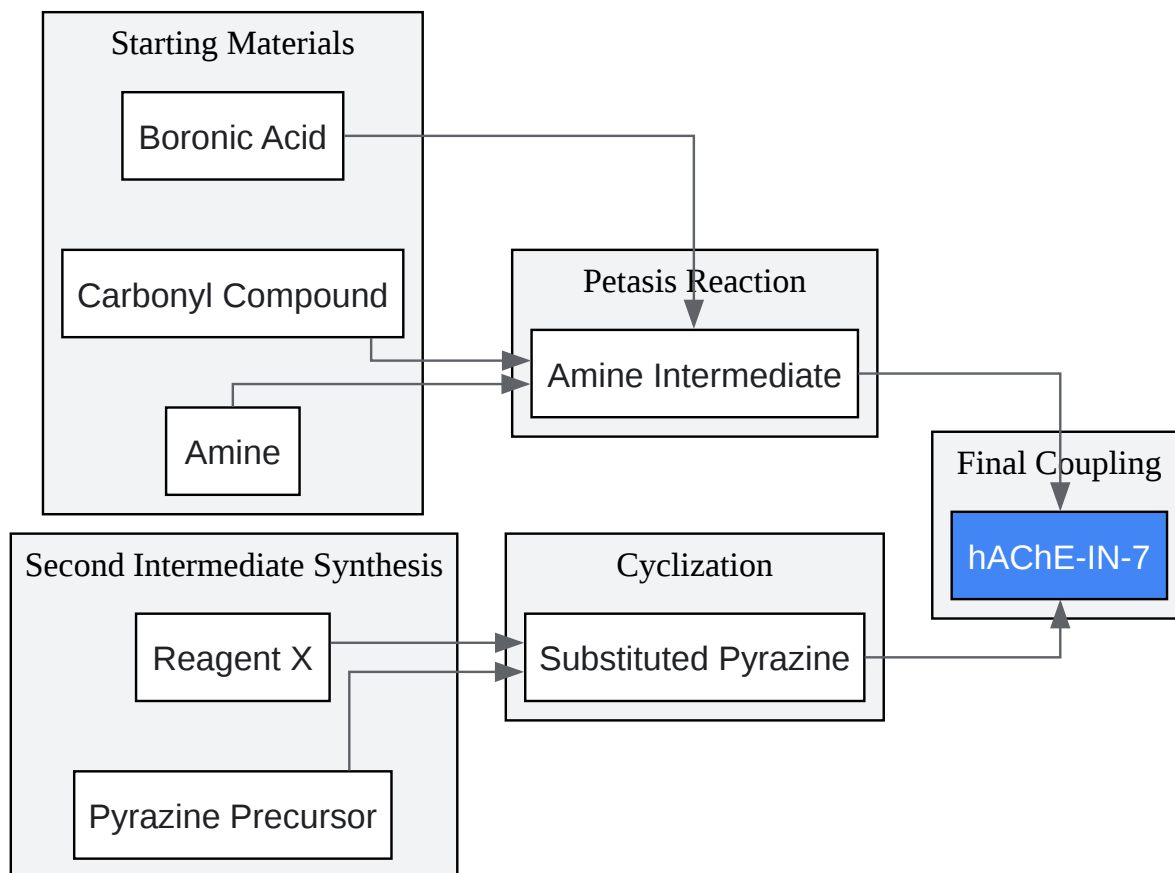 Starting Materials
Boronic Acid
Carbonyl Compound
Amine
Petasis Reaction
Amine Intermediate
Final Coupling
hAChE-IN-7
Second Intermediate Synthesis
Reagent X
Pyrazine Precursor
Cyclization
Substituted Pyrazine